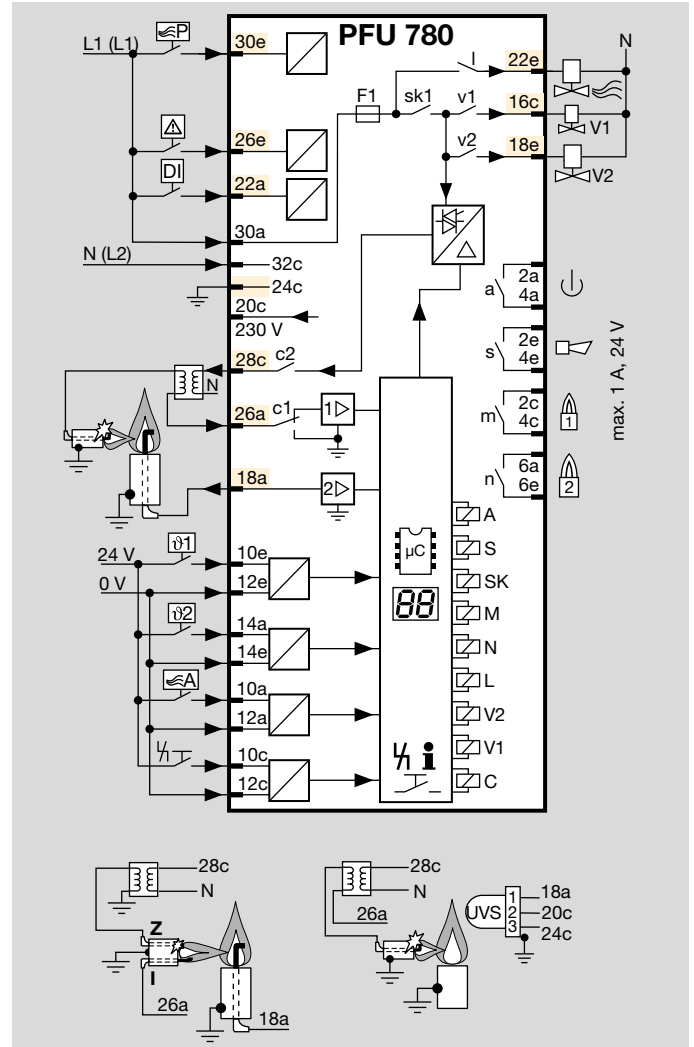 PFU 780
L1 (L1)
P
30e
26e
DI
22a
30a
N (L2)
32c
24c
20c
230 V
28c
c2
N
26a
c1
1
18a
2
24 V
ϑ1
10e
0 V
12e
ϑ2
14a
14e
A
10a
12a
10c
12c
F1
sk1
l
v1
v2
22e
16c
18e
N
V1
V2
a
2a
4a
s
2e
4e
m
2c
4c
1
n
6a
6e
2
max. 1 A, 24 V
µC
88
i
A
S
SK
M
N
L
V2
V1
C
28c
N
Z
I
26a
18a
28c
N
26a
UVS
1
2
3
18a
20c
24c